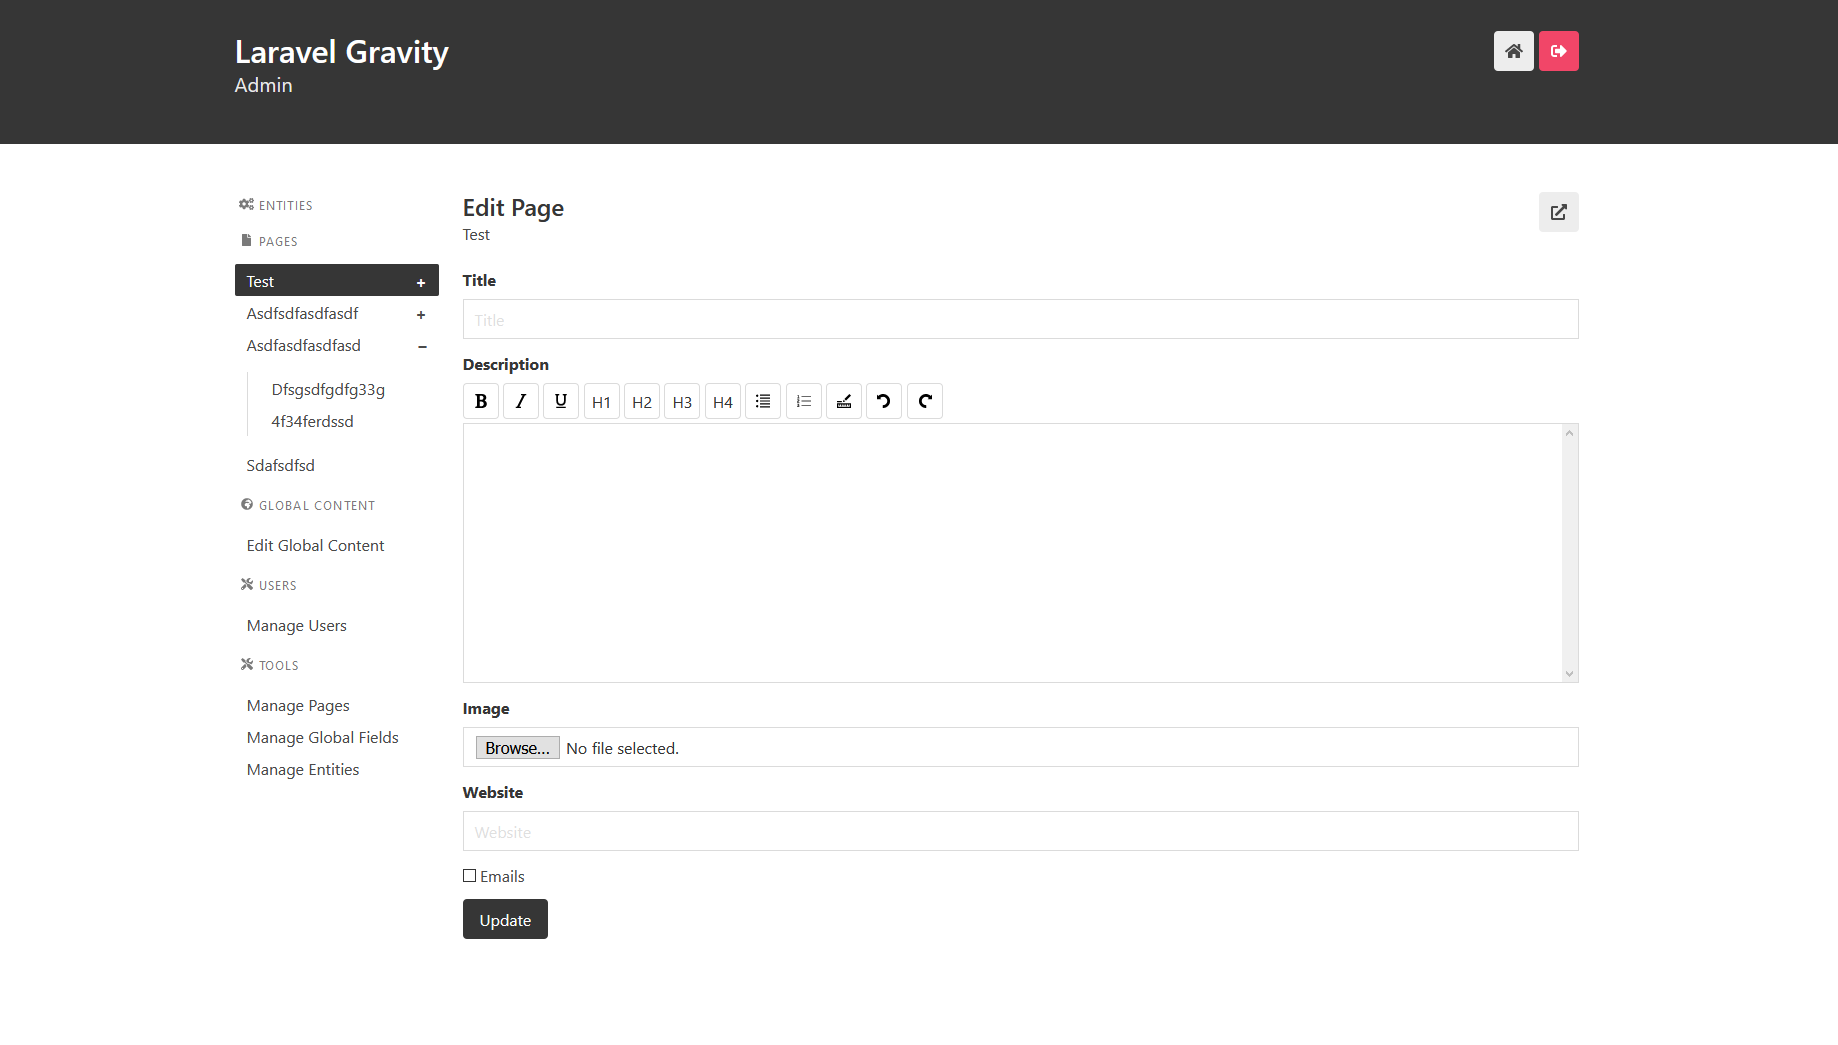 Laravel Gravity
Admin
ENTITIES
PAGES
Test
Asdfsdfasdfasdf
Asdfasdfasdfasd
Dfsgsdfgdfg33g
4f34ferdssd
Sdafsdfsd
GLOBAL CONTENT
Edit Global Content
USERS
Manage Users
TOOLS
Manage Pages
Manage Global Fields
Manage Entities
Edit Page
Test
Title
Title
Description
B I U H1 H2 H3 H4
Image
Browse... No file selected.
Website
Website
Emails
Update